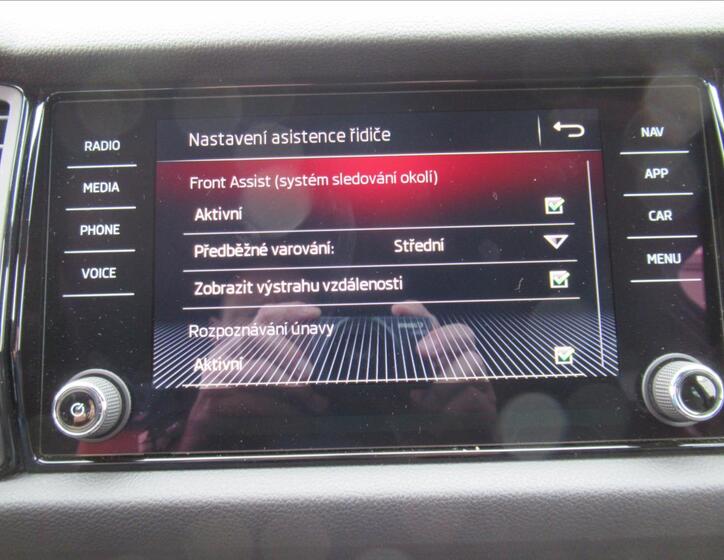 Nastavení asistence řidiče
RADIO
MEDIA
PHONE
VOICE
Front Assist (systém sledování okolí)
Aktivní
Předběžné varování: Střední
Zobrazit výstrahu vzdálenosti
Rozpoznávání únavy
Aktivní
NAV
APP
CAR
MENU